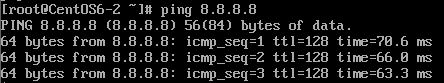 [root@CentOS6-2 ~]# ping 8.8.8.8
PING 8.8.8.8 (8.8.8.8) 56(84) bytes of data.
64 bytes from 8.8.8.8: icmp_seq=1 ttl=128 time=70.6 ms
64 bytes from 8.8.8.8: icmp_seq=2 ttl=128 time=66.0 ms
64 bytes from 8.8.8.8: icmp_seq=3 ttl=128 time=63.3 ms